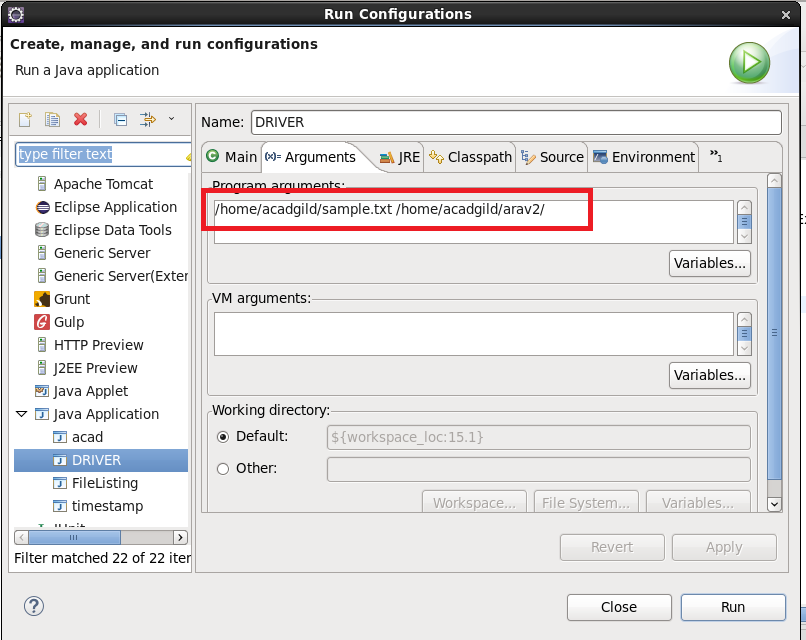 Run Configurations
Create, manage, and run configurations
Run a Java application
type filter text
Apache Tomcat
Eclipse Application
Eclipse Data Tools
Generic Server
Generic Server(Exter
Grunt
Gulp
HTTP Preview
J2EE Preview
Java Applet
Java Application
acad
DRIVER
FileListing
timestamp
JUnit
Filter matched 22 of 22 iter
Name: DRIVER
Main (x)= Arguments JRE Classpath Source Environment »1
Program arguments:
/home/acadgild/sample.txt /home/acadgild/arav2/
Variables...
VM arguments:
Variables...
Working directory:
Default: ${workspace_loc:15.1}
Other:
Workspace... File System... Variables...
Revert Apply
? Close Run